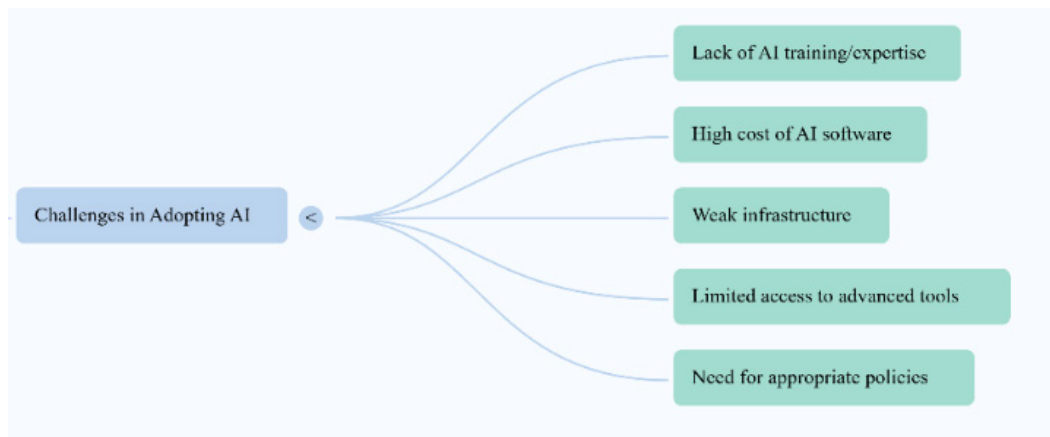 Lack of AI training/expertise
High cost of AI software
Challenges in Adopting AI <
Weak infrastructure
Limited access to advanced tools
Need for appropriate policies